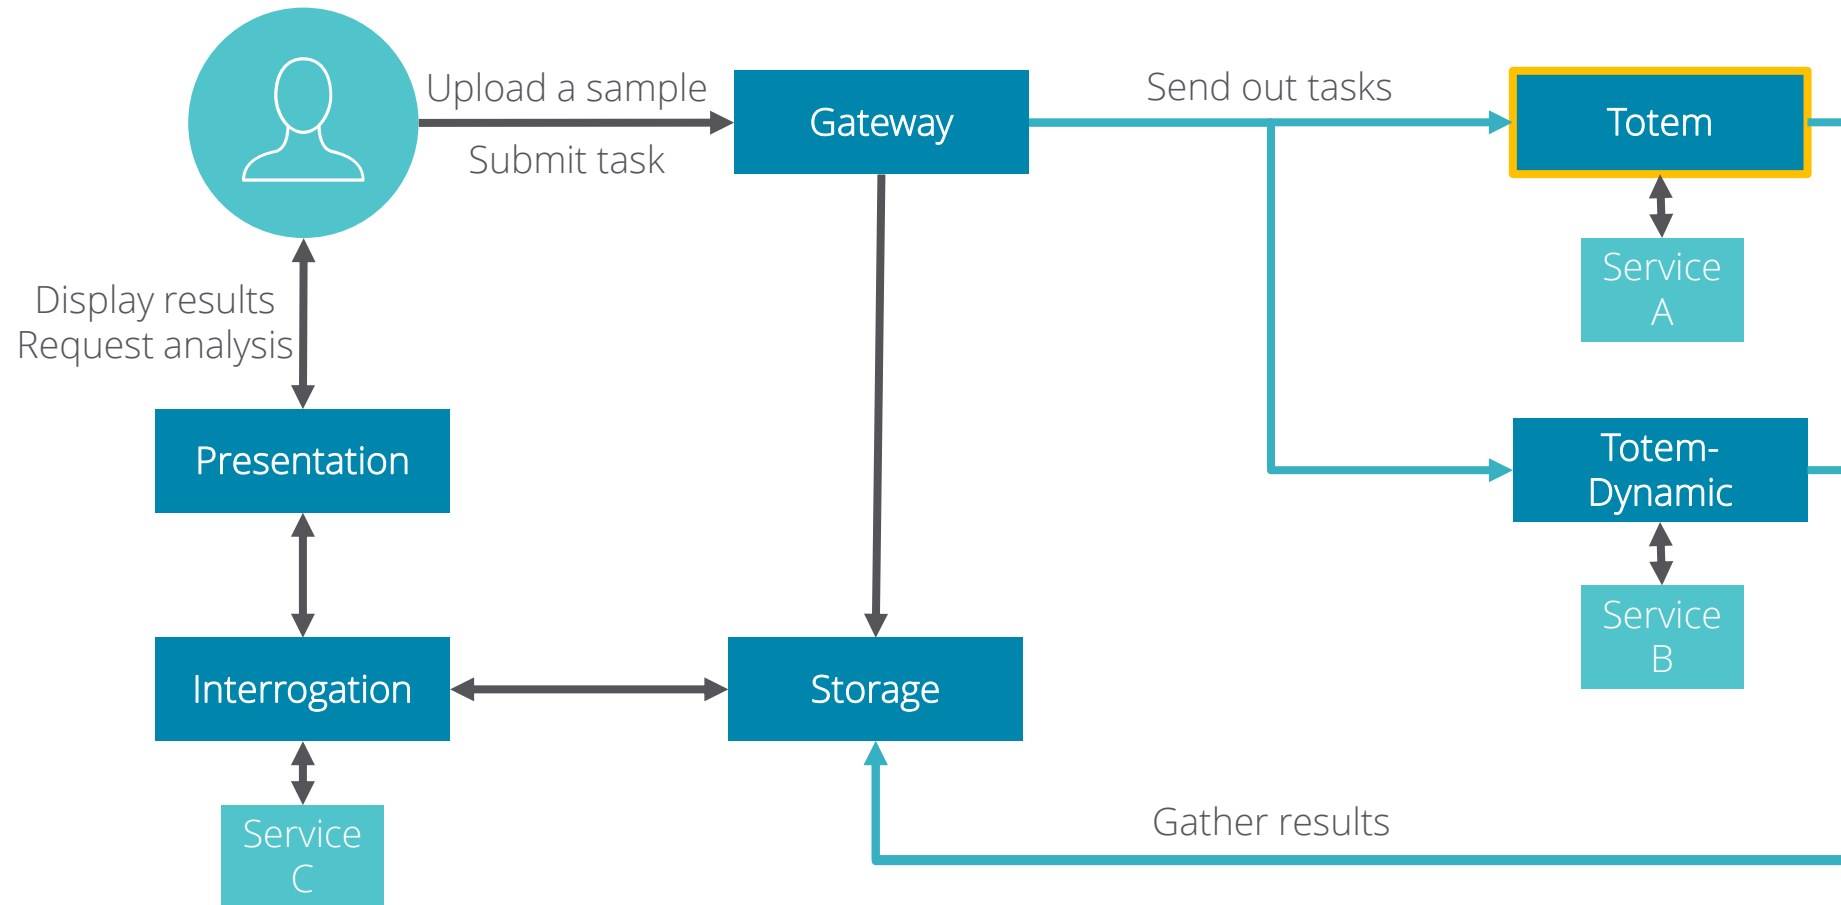 Upload a sample
Submit task
Gateway
Send out tasks
Totem
Service
A
Display results
Request analysis
Presentation
Totem-
Dynamic
Service
B
Interrogation
Storage
Gather results
Service
C